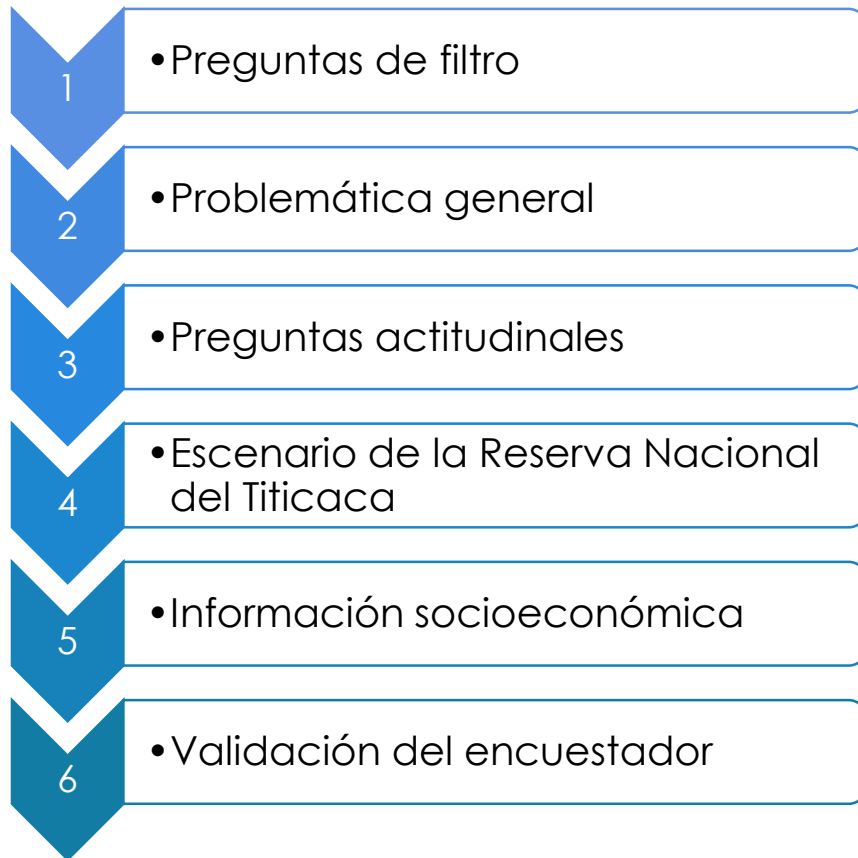 1
•Preguntas de filtro
2
•Problemática general
3
•Preguntas actitudinales
4
•Escenario de la Reserva Nacional
del Titicaca
5
•Información socioeconómica
6
•Validación del encuestador